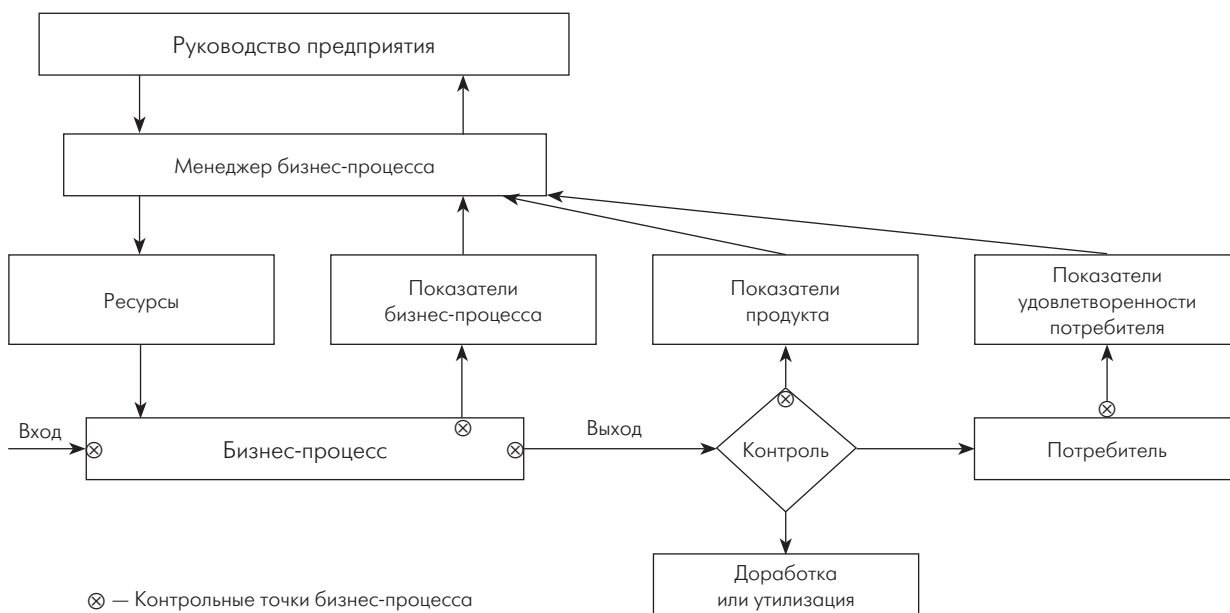 Руководство предприятия
Менеджер бизнес-процесса
Ресурсы
Показатели
бизнес-процесса
Показатели
продукта
Показатели
удовлетворенности
потребителя
Вход
Бизнес-процесс
Выход
Контроль
Потребитель
Доработка
или утилизация
⊗ — Контрольные точки бизнес-процесса